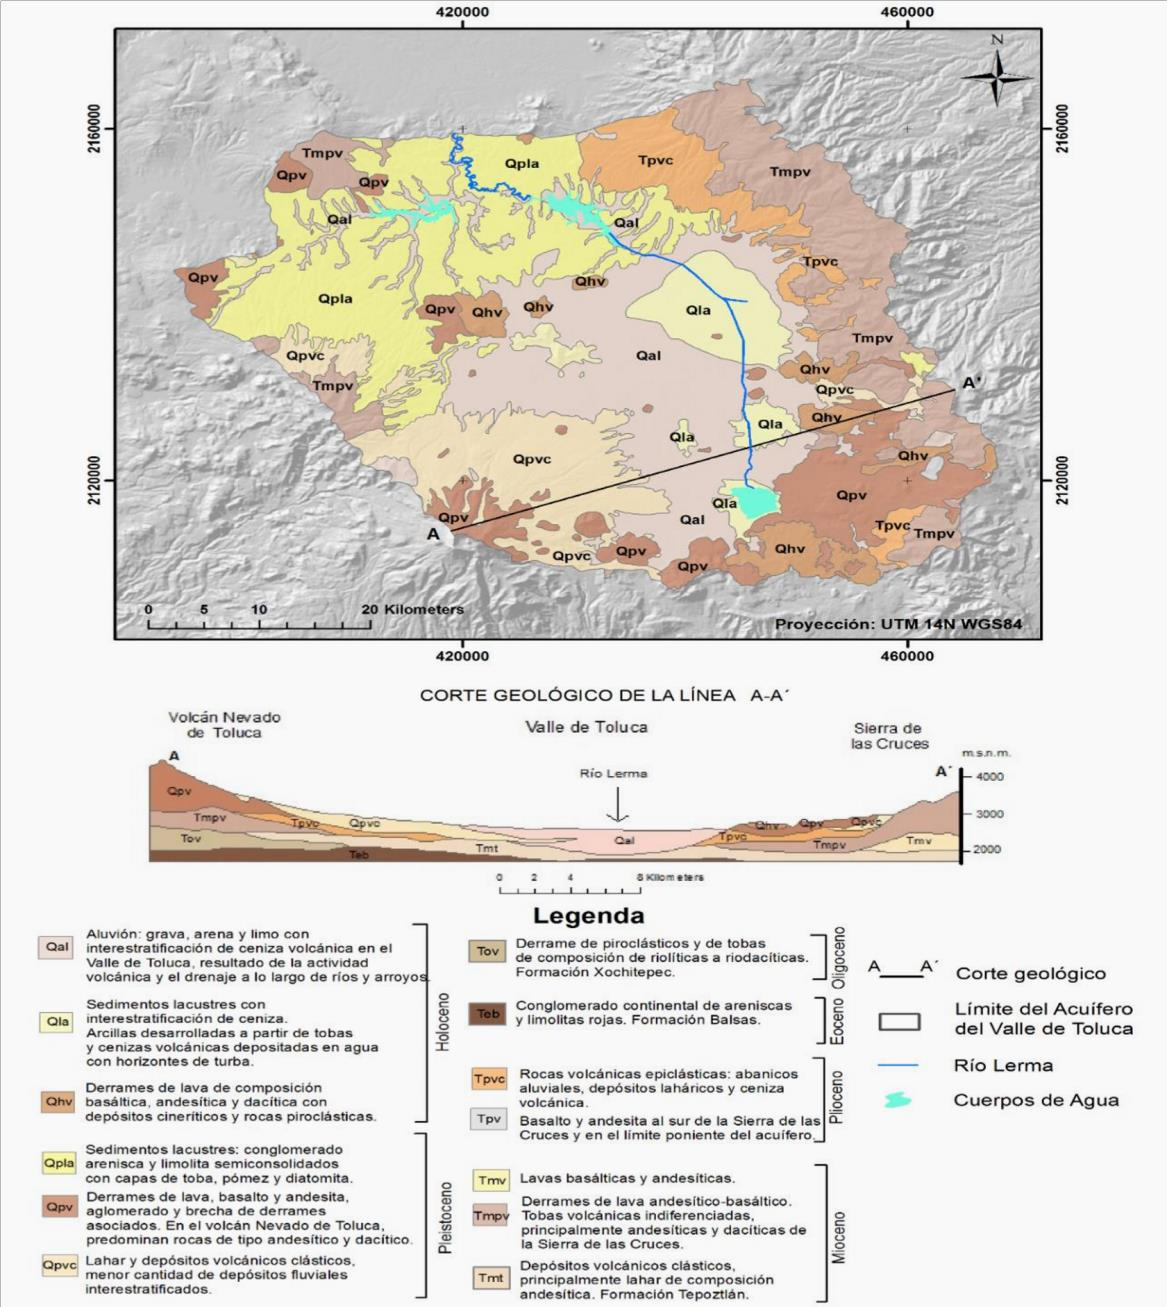 420000
460000
N
2160000
2160000
Tmpv
Qpv
Qpv
Qpla
Tpvc
Tmpv
Qal
Qal
Qpv
Tpvc
Qpla
Qhv
Qpv
Qhv
Qhv
Qla
Qal
Tmpv
Qpvc
Tmpv
Qhv
Qpvc
A'
Qhv
Qla
Qla
Qpvc
Qhv
2120000
2120000
Qpv
Qla
Qpv
A
Qal
Tpvc
Tmpv
Qpvc
Qpv
Qhv
Qpv
0 5 10 20 Kilometers
Proyección: UTM 14N WGS84
420000
460000
CORTE GEOLÓGICO DE LA LÍNEA A-A´
Volcán Nevado
de Toluca
Valle de Toluca
Sierra de
las Cruces
m.s.n.m.
A
Río Lerma
A´
4000
Qpv
3000
Tmpv
Tpvc
Qpvc
Qhv
Qpv
Qpvc
Tov
Tpvc
Qal
Tmpv
Tmv
Tmt
Teb
2000
0 2 4 8 Kilometers
Legenda
Qal
Aluvión: grava, arena y limo con
interestratificación de ceniza volcánica en el
Valle de Toluca, resultado de la actividad
volcánica y el drenaje a lo largo de ríos y arroyos.
Qla
Sedimentos lacustres con
interestratificación de ceniza.
Arcillas desarrolladas a partir de tobas
y cenizas volcánicas depositadas en agua
con horizontes de turba.
Qhv
Derrames de lava de composición
basáltica, andesítica y dacítica con
depósitos cineríticos y rocas piroclásticas.
Holoceno
Qpla
Sedimentos lacustres: conglomerado
arenisca y limolita semiconsolidados
con capas de toba, pómez y diatomita.
Qpv
Derrames de lava, basalto y andesita,
aglomerado y brecha de derrames
asociados. En el volcán Nevado de Toluca,
predominan rocas de tipo andesítico y dacítico.
Qpvc
Lahar y depósitos volcánicos clásticos,
menor cantidad de depósitos fluviales
interestratificados.
Pleistoceno
Tov
Derrame de piroclásticos y de tobas
de composición de riolíticas a riodacíticas.
Formación Xochitepec.
Oligoceno
Teb
Conglomerado continental de areniscas
y limolitas rojas. Formación Balsas.
Eoceno
Tpvc
Rocas volcánicas epiclásticas: abanicos
aluviales, depósitos laháricos y ceniza
volcánica.
Tpv
Basalto y andesita al sur de la Sierra de las
Cruces y en el límite poniente del acuífero.
Plioceno
Tmv
Lavas basálticas y andesíticas.
Tmpv
Derrames de lava andesítico-basáltico.
Tobas volcánicas indiferenciadas,
principalmente andesíticas y dacíticas de
la Sierra de las Cruces.
Tmt
Depósitos volcánicos clásticos,
principalmente lahar de composición
andesítica. Formación Tepoztlán.
Mioceno
A A´
Corte geológico
Límite del Acuífero
del Valle de Toluca
Río Lerma
Cuerpos de Agua